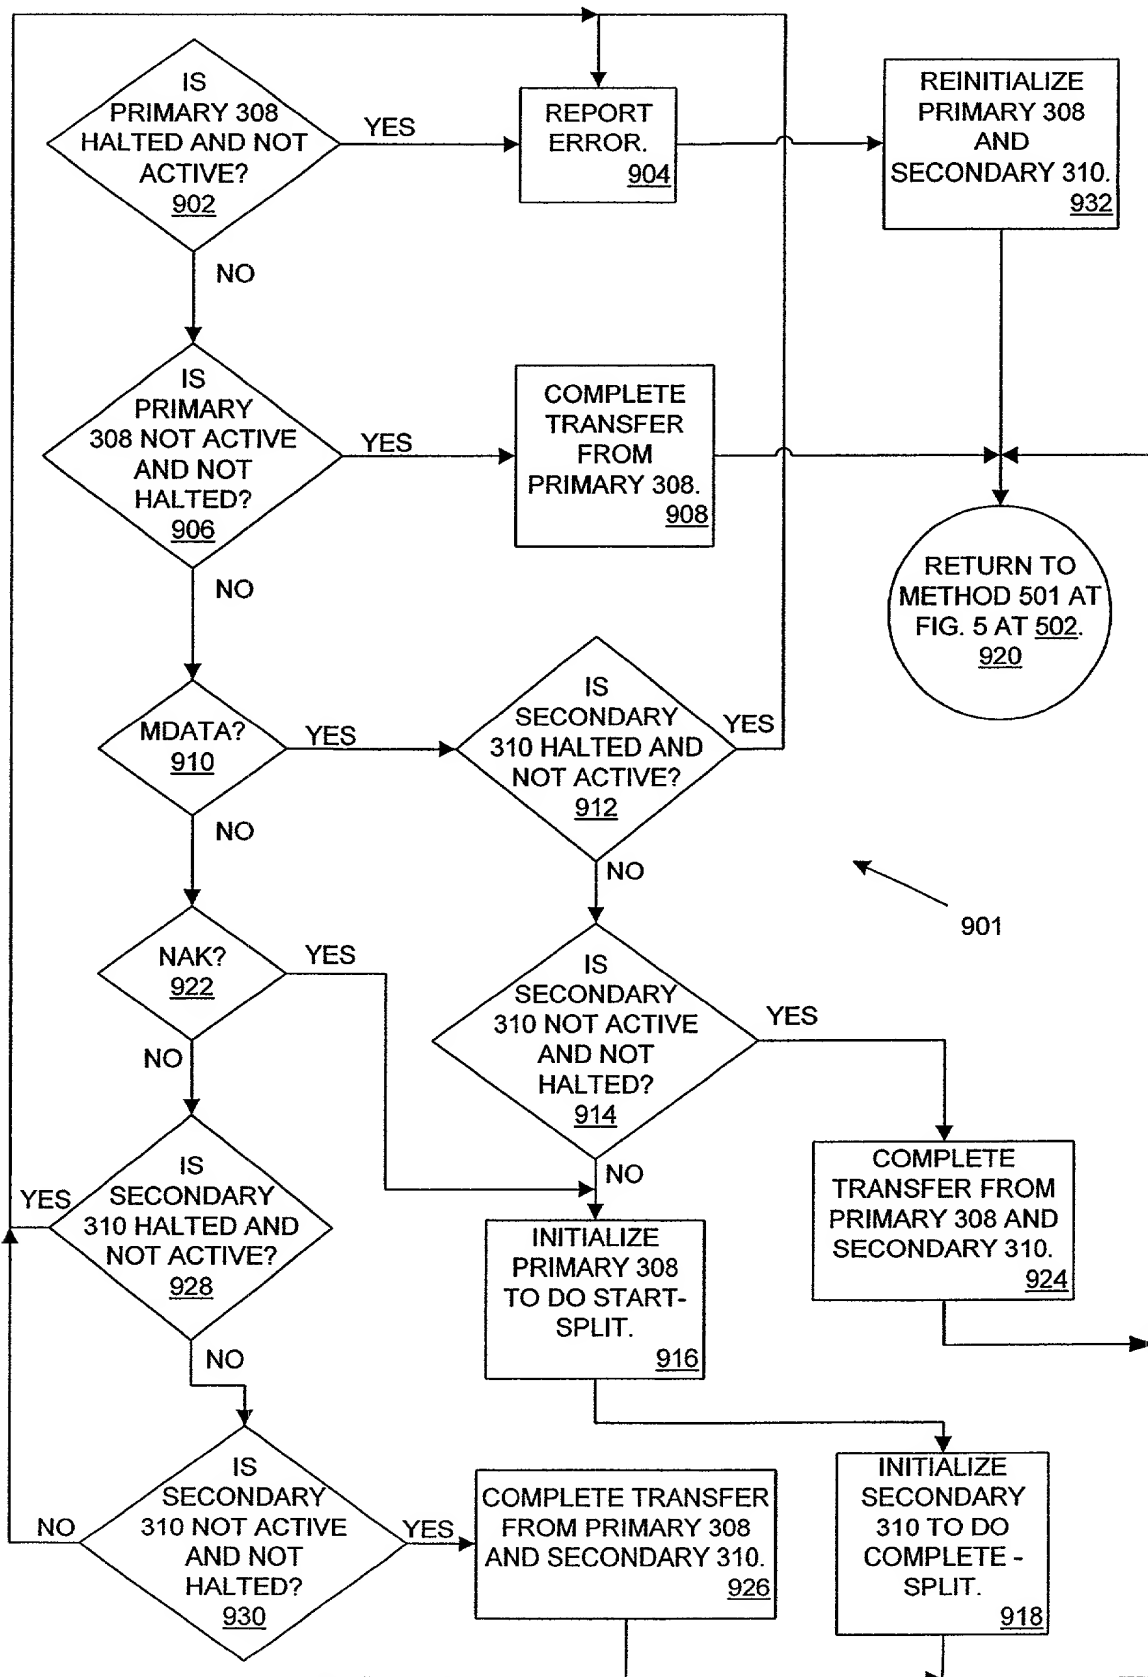 IS
PRIMARY 308
HALTED AND NOT
ACTIVE?
902
YES
NO
REPORT
ERROR.
904
REINITIALIZE
PRIMARY 308
AND
SECONDARY 310.
932
IS
PRIMARY
308 NOT ACTIVE
AND NOT
HALTED?
906
YES
NO
COMPLETE
TRANSFER
FROM
PRIMARY 308.
908
RETURN TO
METHOD 501 AT
FIG. 5 AT 502.
920
MDATA?
910
YES
NO
IS
SECONDARY
310 HALTED AND
NOT ACTIVE?
912
YES
NO
901
NAK?
922
YES
NO
IS
SECONDARY
310 NOT ACTIVE
AND NOT
HALTED?
914
YES
NO
IS
SECONDARY
310 HALTED AND
NOT ACTIVE?
928
YES
NO
INITIALIZE
PRIMARY 308
TO DO START-
SPLIT.
916
COMPLETE
TRANSFER FROM
PRIMARY 308 AND
SECONDARY 310.
924
IS
SECONDARY
310 NOT ACTIVE
AND NOT
HALTED?
930
NO
YES
COMPLETE TRANSFER
FROM PRIMARY 308
AND SECONDARY 310.
926
INITIALIZE
SECONDARY
310 TO DO
COMPLETE -
SPLIT.
918